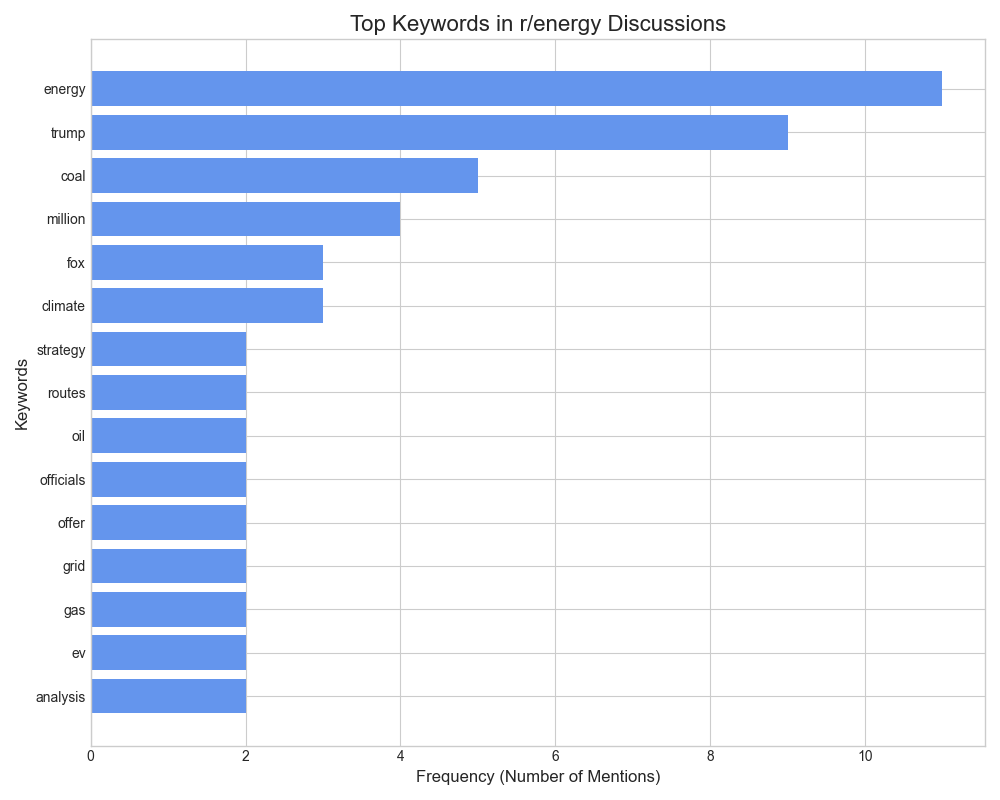 Top Keywords in r/energy Discussions
Keywords
energy
trump
coal
million
fox
climate
strategy
routes
oil
officials
offer
grid
gas
ev
analysis
0 2 4 6 8 10
Frequency (Number of Mentions)